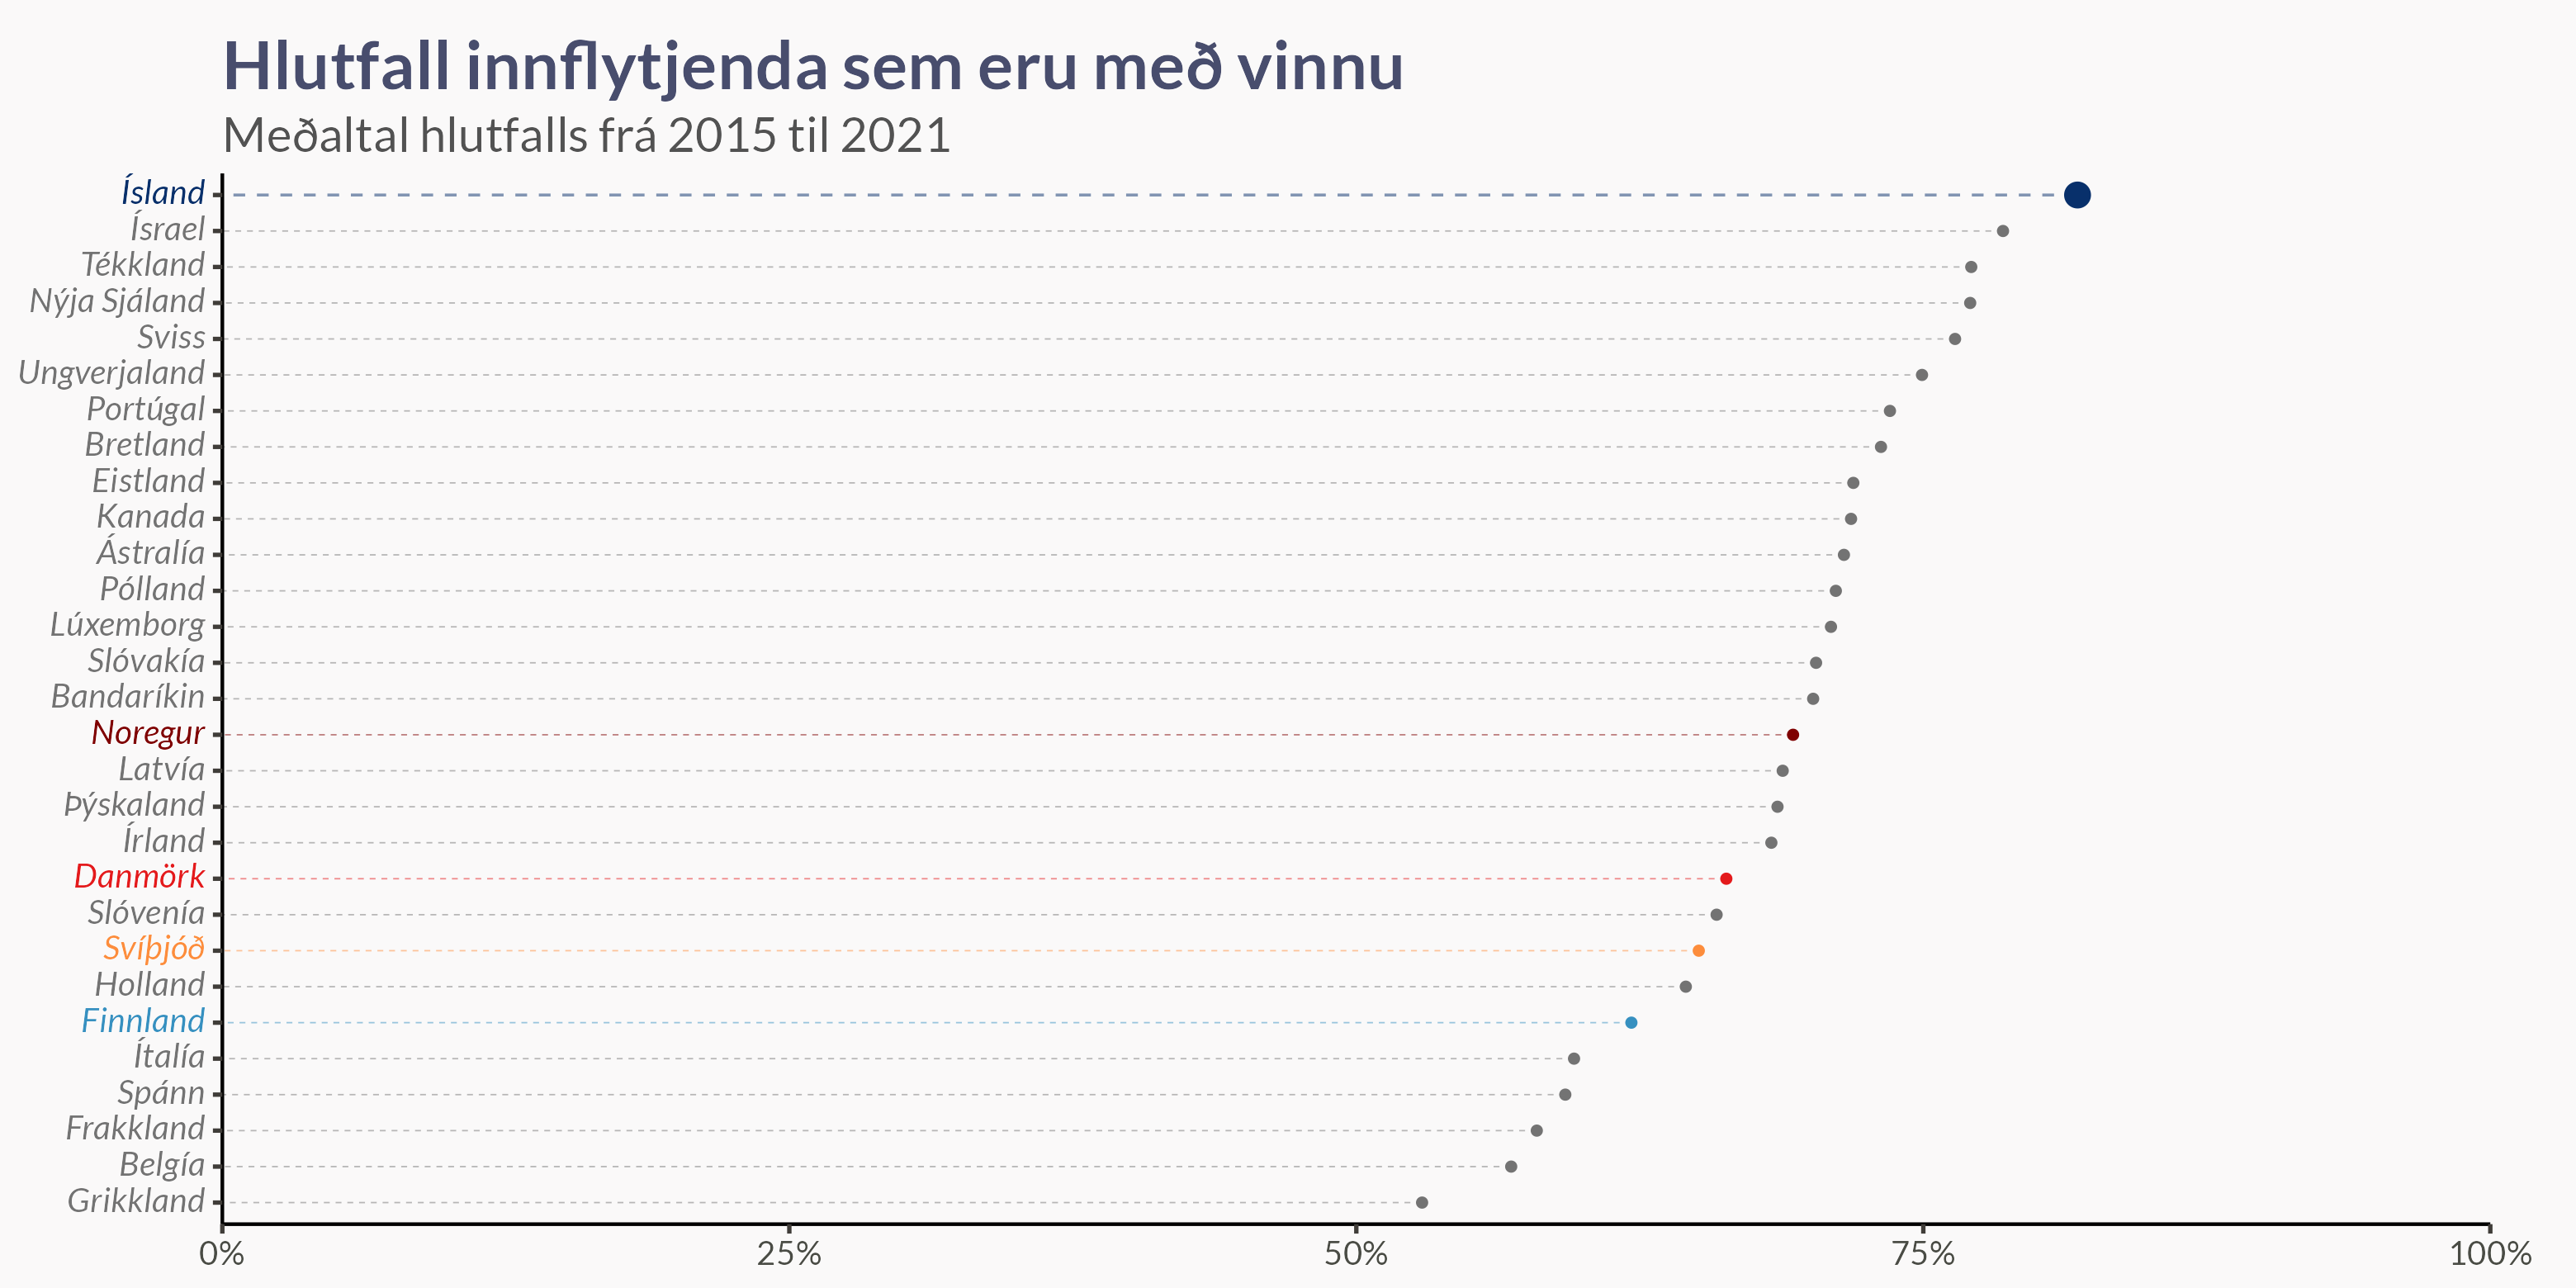 Hlutfall innflytjenda sem eru með vinnu
Meðaltal hlutfalls frá 2015 til 2021
Ísland
Ísrael
Tékkland
Nýja Sjáland
Sviss
Ungverjaland
Portúgal
Bretland
Eistland
Kanada
Ástralía
Pólland
Lúxemborg
Slóvakía
Bandaríkin
Noregur
Latvía
Þýskaland
Írland
Danmörk
Slóvenía
Svíþjóð
Holland
Finnland
Ítalía
Spánn
Frakkland
Belgía
Grikkland
0% 25% 50% 75% 100%